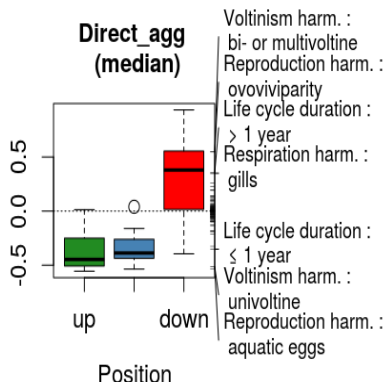 Direct_agg
(median)
Voltinism harm. :
bi- or multivoltine
Reproduction harm. :
ovoviviparity
Life cycle duration :
> 1 year
Respiration harm. :
gills
Life cycle duration :
≤ 1 year
Voltinism harm. :
univoltine
Reproduction harm. :
aquatic eggs
0.5
0.0
-0.5
up
down
Position